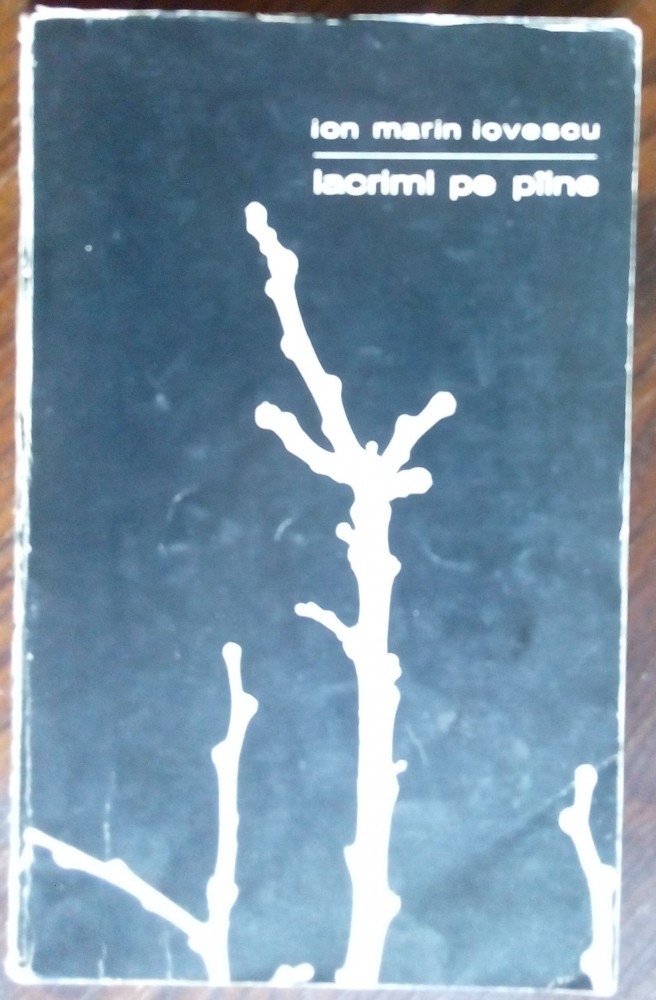 ion marin iovescu
lacrimi pe pîine